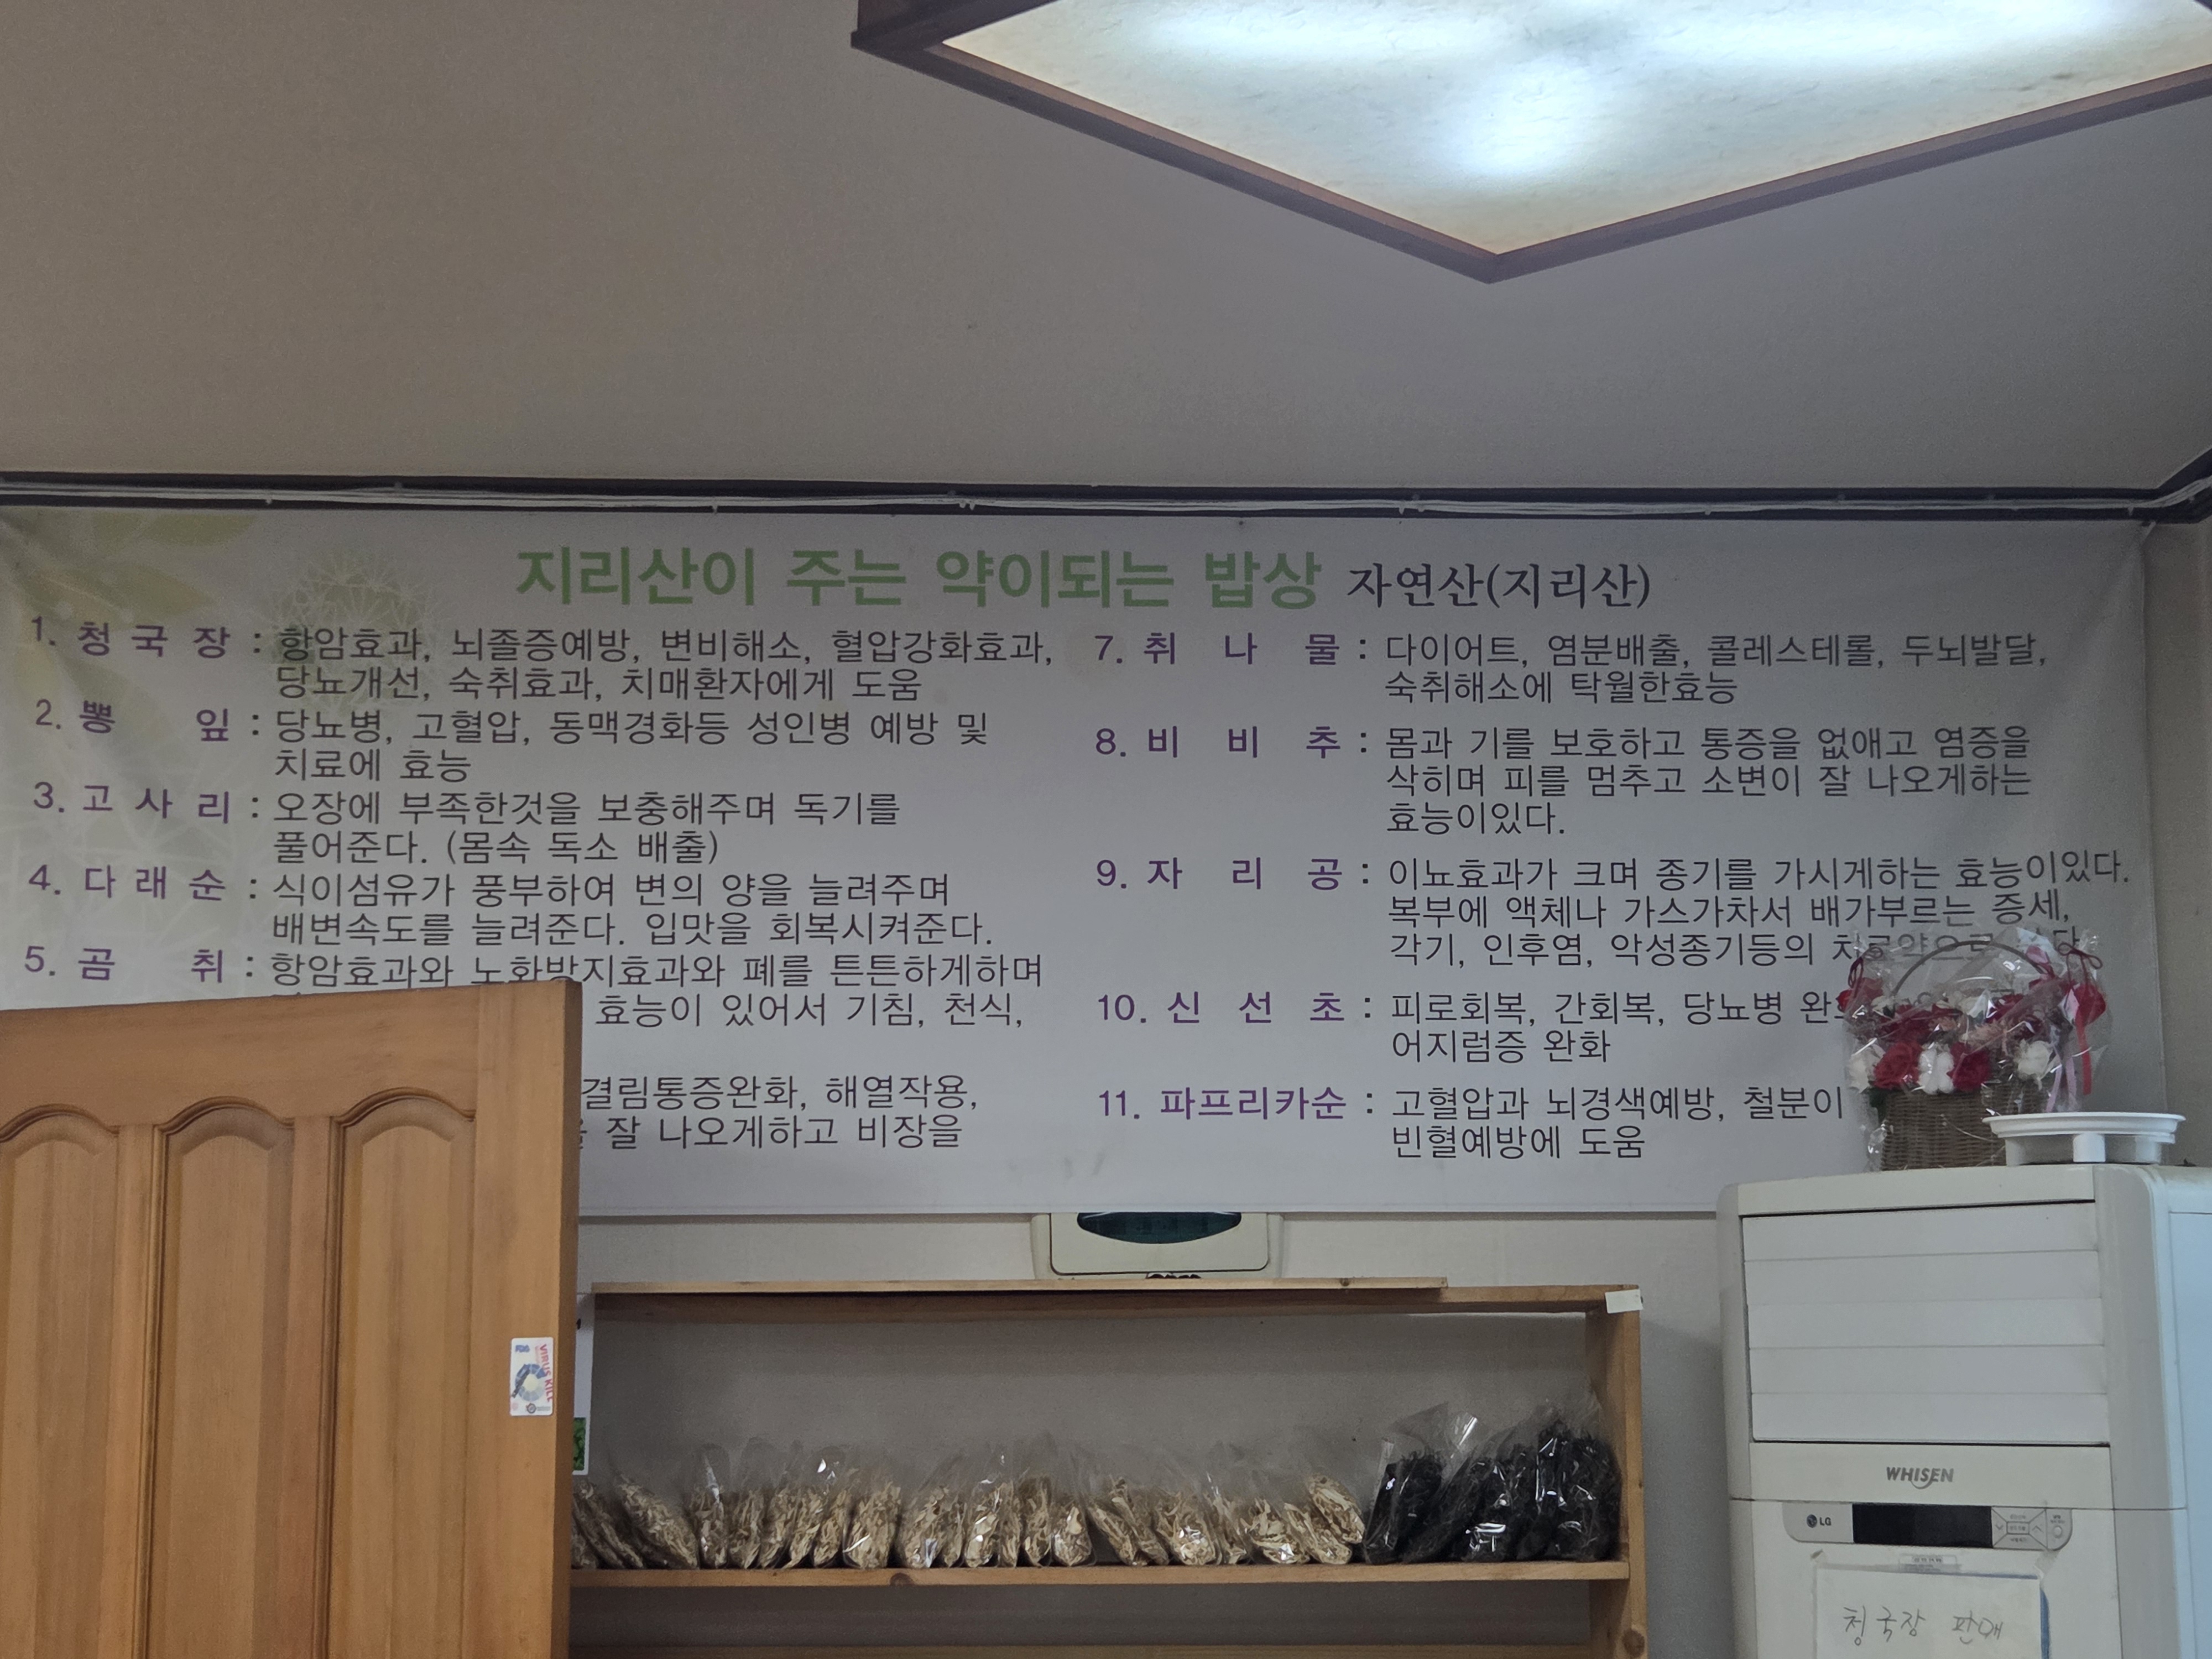 지리산이 주는 약이되는 밥상 자연산(지리산)
1. 청국장 : 항암효과, 뇌졸증예방, 변비해소, 혈압강화효과,
당뇨개선, 숙취효과, 치매환자에게 도움
2. 뽕잎 : 당뇨병, 고혈압, 동맥경화등 성인병 예방 및
치료에 효능
3. 고사리 : 오장에 부족한것을 보충해주며 독기를
풀어준다. (몸속 독소 배출)
4. 다래순 : 식이섬유가 풍부하여 변의 양을 늘려주며
배변속도를 늘려준다. 입맛을 회복시켜준다.
5. 곰취 : 항암효과와 노화방지효과와 폐를 튼튼하게하며
효능이 있어서 기침, 천식,
결림통증완화, 해열작용,
잘 나오게하고 비장을
7. 취나물 : 다이어트, 염분배출, 콜레스테롤, 두뇌발달,
숙취해소에 탁월한효능
8. 비비추 : 몸과 기를 보호하고 통증을 없애고 염증을
삭히며 피를 멈추고 소변이 잘 나오게하는
효능이있다.
9. 자리공 : 이뇨효과가 크며 종기를 가시게하는 효능이있다.
복부에 액체나 가스가차서 배가부르는 증세,
각기, 인후염, 악성종기등의
10. 신선초 : 피로회복, 간회복, 당뇨병
어지럼증 완화
11. 파프리카순 : 고혈압과 뇌경색예방, 철분이
빈혈예방에 도움
VIRUS KILL
WHISEN
LG
청국장 판매